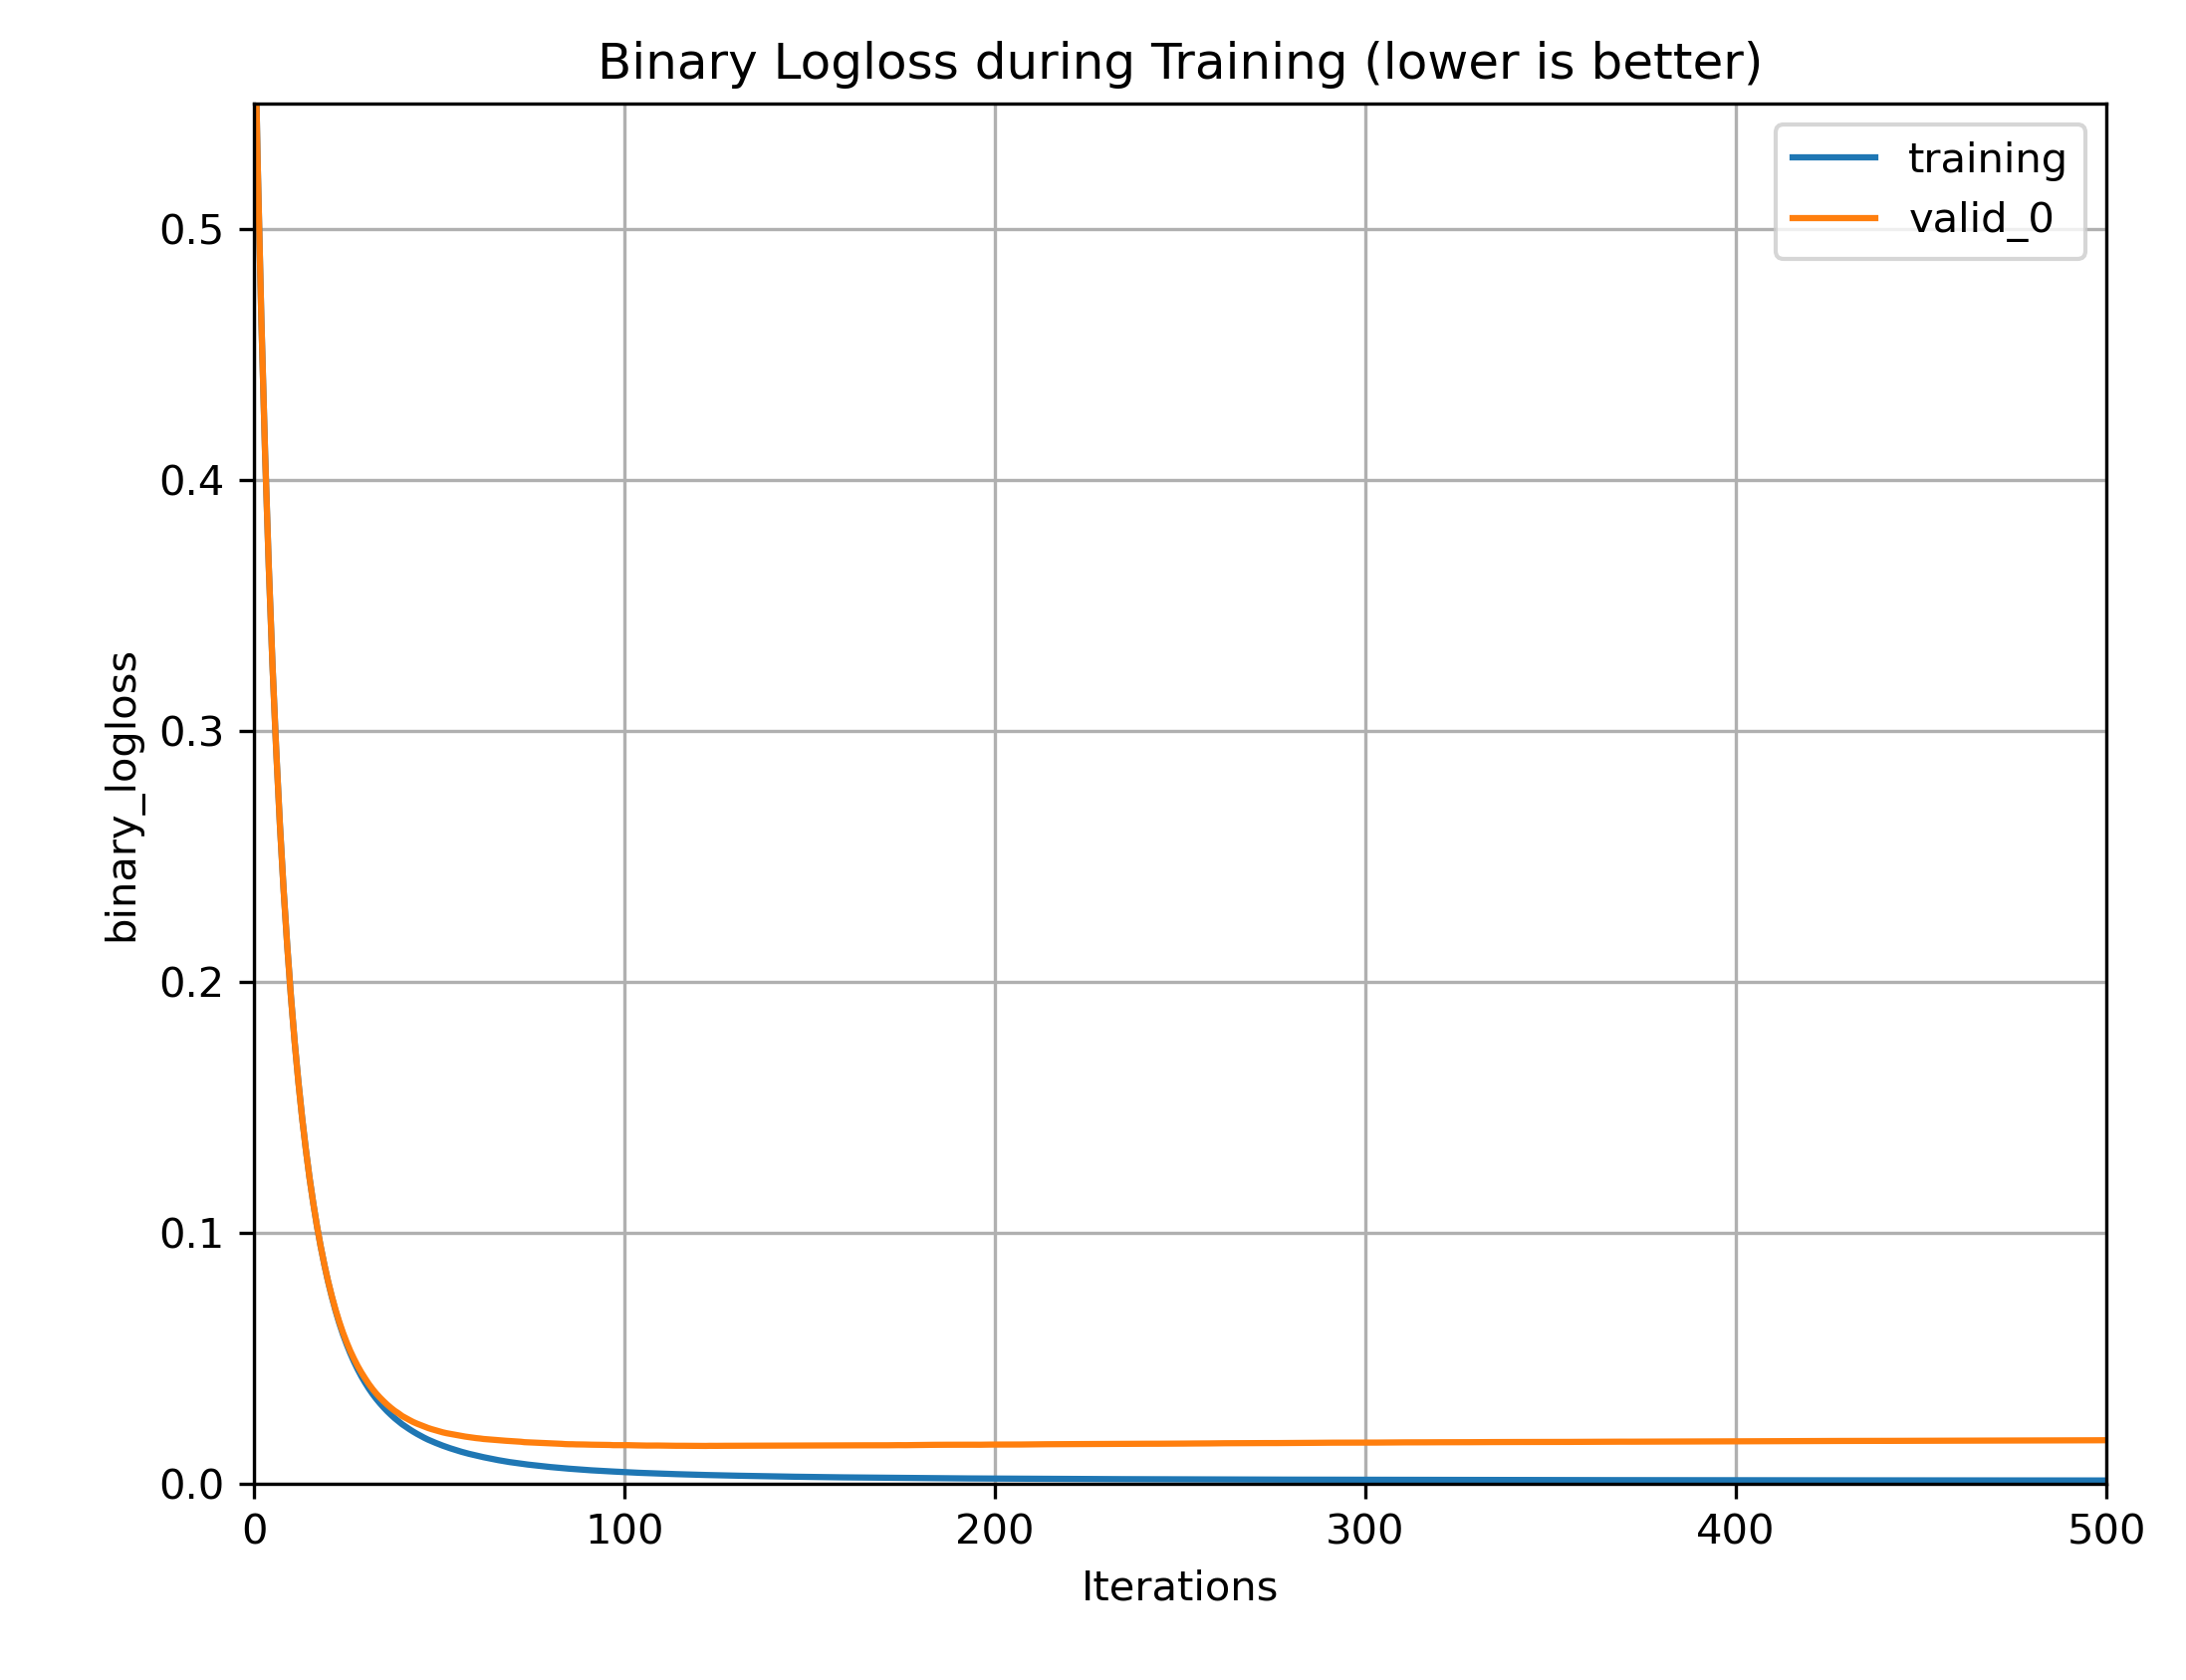 Binary Logloss during Training (lower is better)
training
valid_0
0.5
0.4
0.3
0.2
0.1
0.0
binary_logloss
0 100 200 300 400 500
Iterations